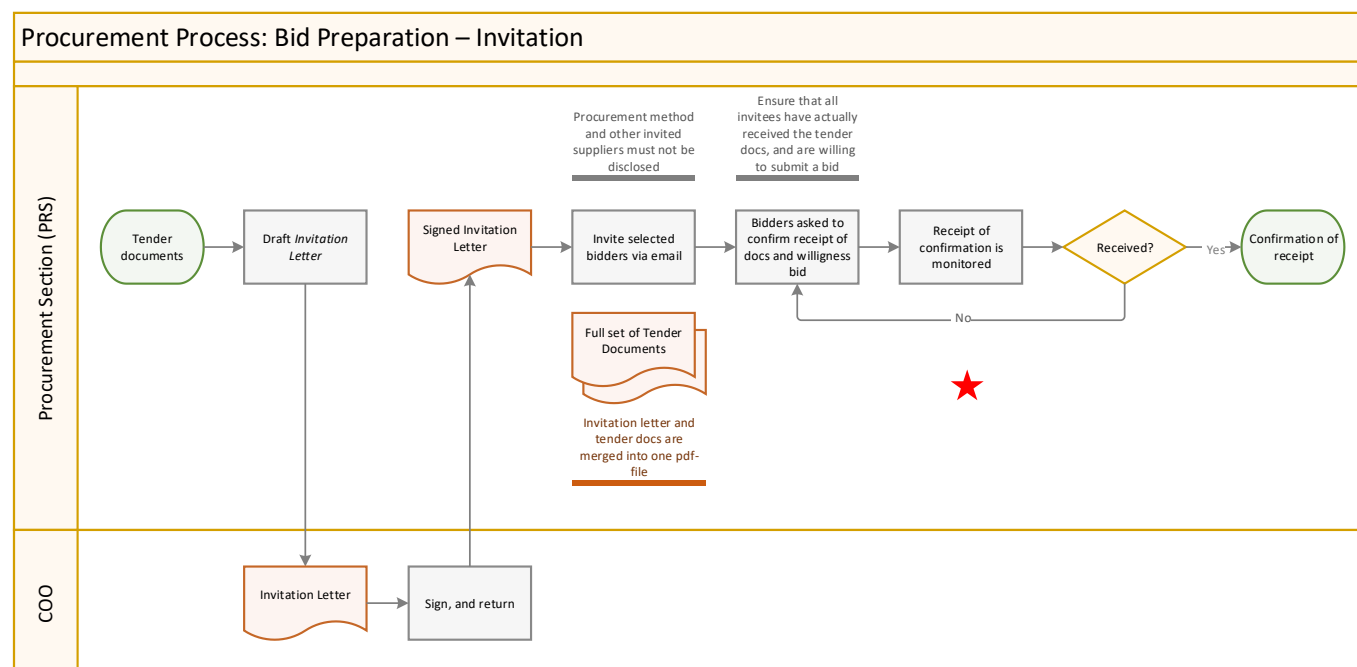 Procurement Process: Bid Preparation – Invitation
Procurement Section (PRS)
Procurement method
and other invited
suppliers must not be
disclosed
Ensure that all
invitees have actually
received the tender
docs, and are willing
to submit a bid
Tender
documents
Draft Invitation
Letter
Signed Invitation
Letter
Invite selected
bidders via email
Bidders asked to
confirm receipt of
docs and willigness
bid
Receipt of
confirmation is
monitored
Received?
Yes
Confirmation of
receipt
No
Full set of Tender
Documents
Invitation letter and
tender docs are
merged into one pdf-
file
COO
Invitation Letter
Sign, and return